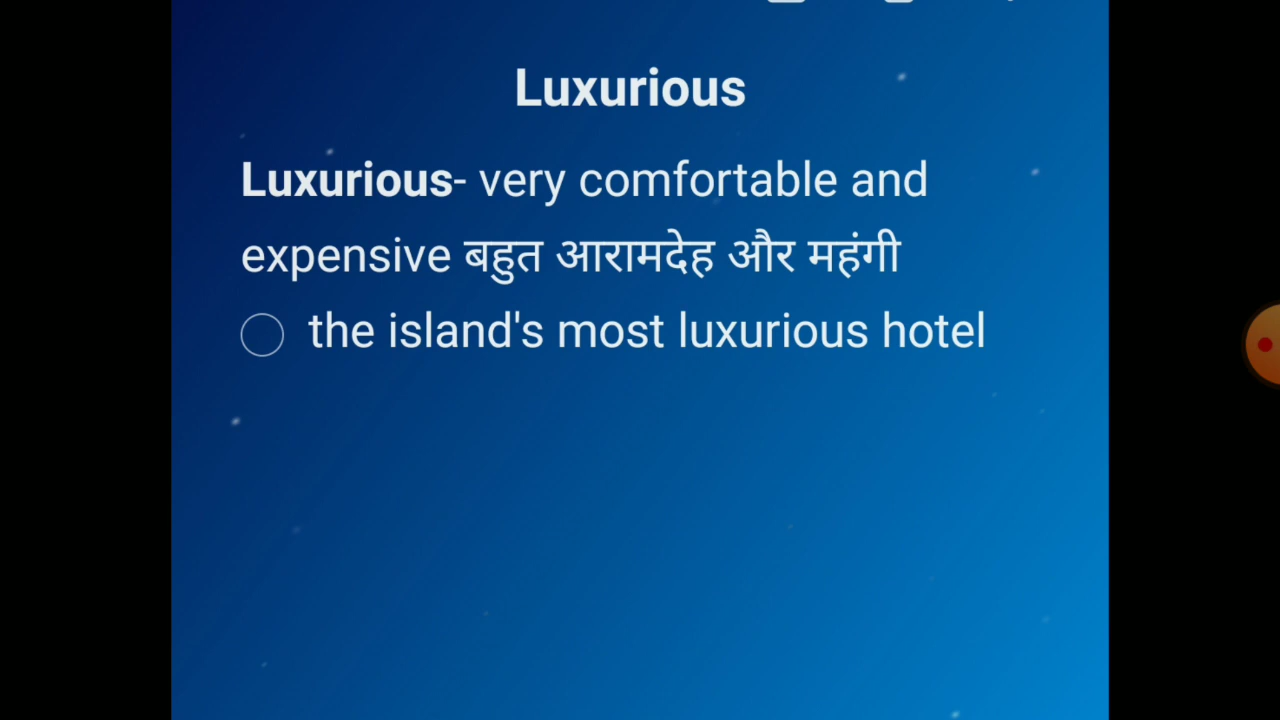 Luxurious
Luxurious- very comfortable and
expensive बहुत आरामदेह और महंगी
the island's most luxurious hotel